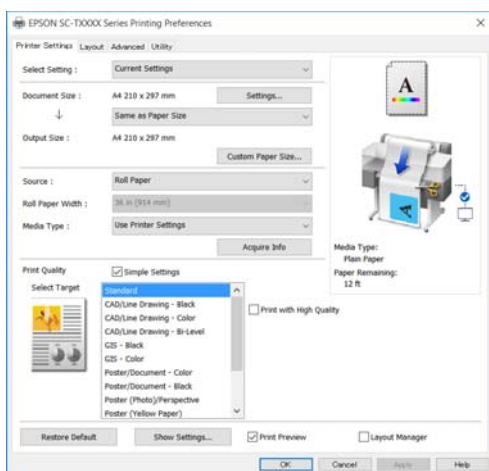 EPSON SC-TXXXX Series Printing Preferences
Printer Settings Layout Advanced Utility
Select Setting : Current Settings
Document Size : A4 210 x 297 mm Settings...
Same as Paper Size
Output Size : A4 210 x 297 mm
Custom Paper Size...
Source : Roll Paper
Roll Paper Width : 36 in (914 mm)
Media Type : Use Printer Settings
Acquire Info
A
A
Media Type:
Plain Paper
Paper Remaining:
12 ft
Print Quality Simple Settings
Select Target
Standard
CAD/Line Drawing - Black
CAD/Line Drawing - Color
CAD/Line Drawing - Bi-Level
GIS - Black
GIS - Color
Poster/Document - Color
Poster/Document - Black
Poster (Photo)/Perspective
Poster (Yellow Paper)
Print with High Quality
Restore Default Show Settings... Print Preview Layout Manager
OK Cancel Apply Help